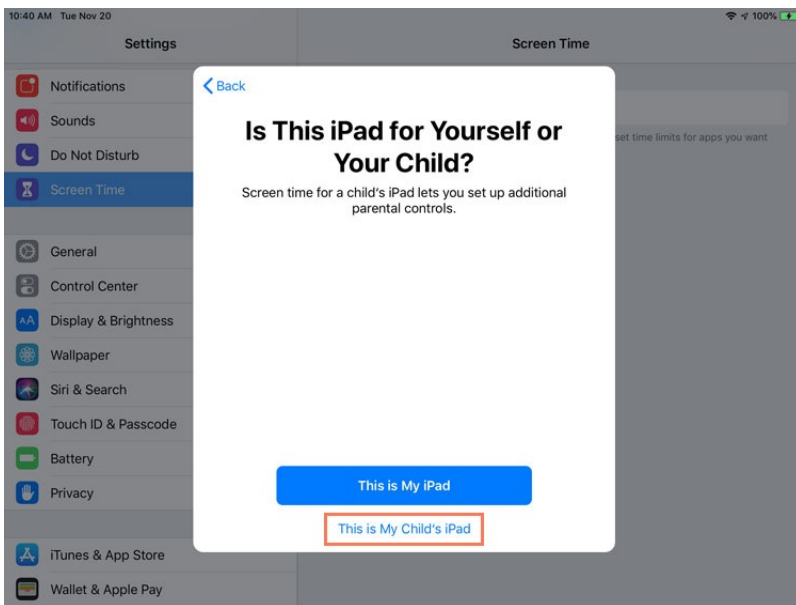 10:40 AM Tue Nov 20
100%
Settings
Screen Time
Notifications
Sounds
Do Not Disturb
Screen Time
General
Control Center
AA
Display & Brightness
Wallpaper
Siri & Search
Touch ID & Passcode
Battery
Privacy
iTunes & App Store
Wallet & Apple Pay
Back
Is This iPad for Yourself or
Your Child?
Screen time for a child's iPad lets you set up additional
parental controls.
This is My iPad
This is My Child's iPad
set time limits for apps you want